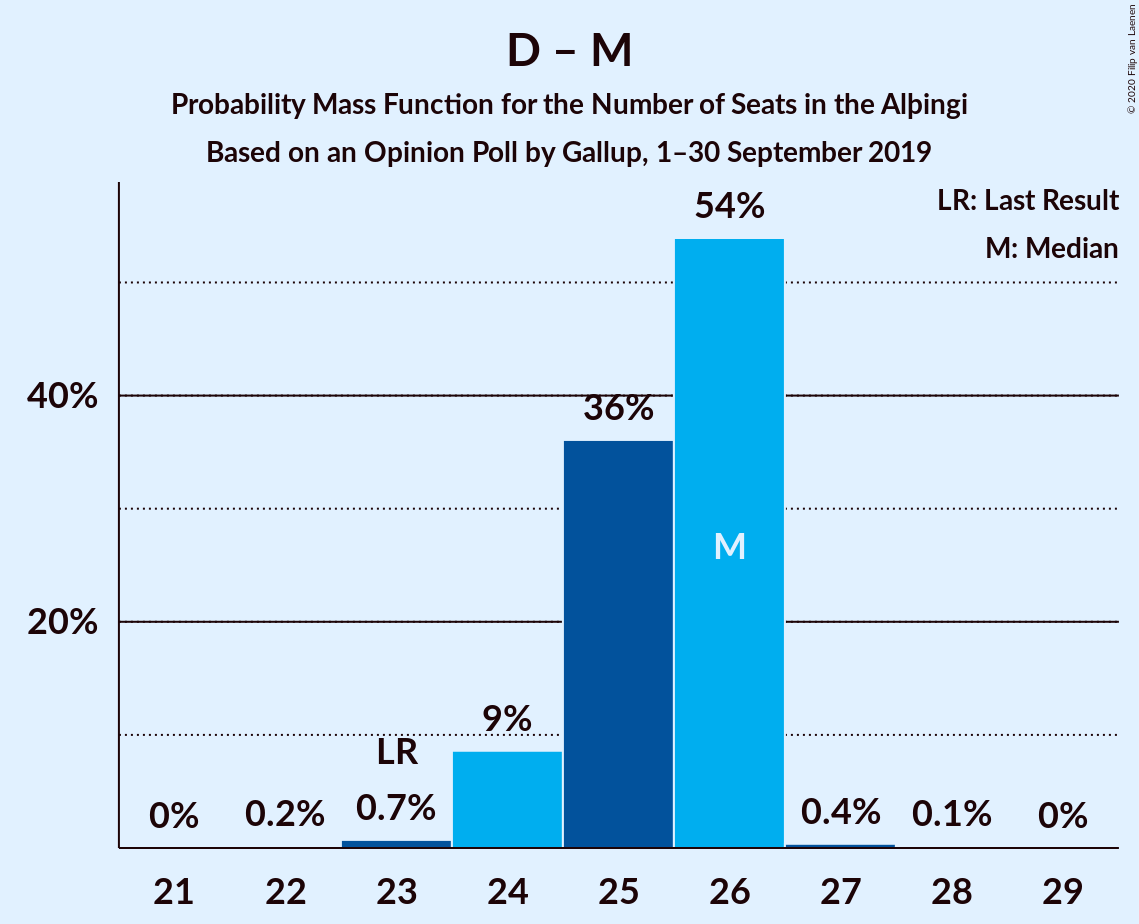 D – M
Probability Mass Function for the Number of Seats in the Alþingi
Based on an Opinion Poll by Gallup, 1–30 September 2019
© 2020 Filip van Laenen
LR: Last Result
M: Median
54%
40%
36%
M
20%
9%
LR
0%
0.2%
0.7%
0.4%
0.1%
0%
21 22 23 24 25 26 27 28 29